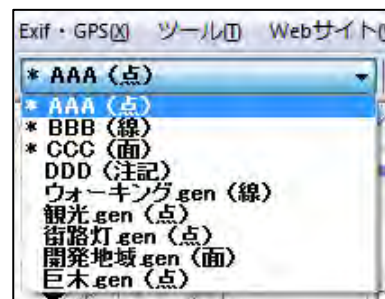 Exif・GPS(X) ツール(T) Webサイト(
* AAA（点）
* AAA（点）
* BBB（線）
* CCC（面）
DDD（注記）
ウォーキング.gen（線）
観光.gen（点）
街路灯.gen（点）
開発地域.gen（面）
巨木.gen（点）